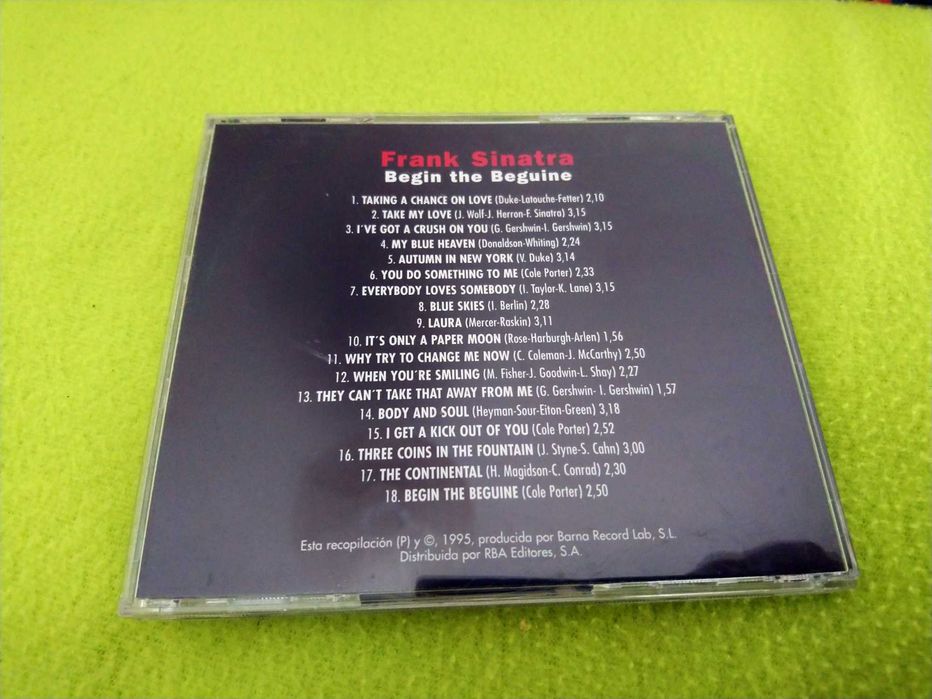 Frank Sinatra
Begin the Beguine
1. TAKING A CHANCE ON LOVE (Duke-Latouche-Fetter) 2,10
2. TAKE MY LOVE (J. Wolf-J. Herron-F. Sinatra) 3,15
3. I´VE GOT A CRUSH ON YOU (G. Gershwin-I. Gershwin) 3,15
4. MY BLUE HEAVEN (Donaldson-Whiting) 2,24
5. AUTUMN IN NEW YORK (V. Duke) 3,14
6. YOU DO SOMETHING TO ME (Cole Porter) 2,33
7. EVERYBODY LOVES SOMEBODY (I. Taylor-K. Lane) 3,15
8. BLUE SKIES (I. Berlin) 2,28
9. LAURA (Mercer-Raskin) 3,11
10. IT´S ONLY A PAPER MOON (Rose-Harburgh-Arlen) 1,56
11. WHY TRY TO CHANGE ME NOW (C. Coleman-J. McCarthy) 2,50
12. WHEN YOU´RE SMILING (M. Fisher-J. Goodwin-L. Shay) 2,27
13. THEY CAN´T TAKE THAT AWAY FROM ME (G. Gershwin- I. Gershwin) 1,57
14. BODY AND SOUL (Heyman-Sour-Eiton-Green) 3,18
15. I GET A KICK OUT OF YOU (Cole Porter) 2,52
16. THREE COINS IN THE FOUNTAIN (J. Styne-S. Cahn) 3,00
17. THE CONTINENTAL (H. Magidson-C. Conrad) 2,30
18. BEGIN THE BEGUINE (Cole Porter) 2,50
Esta recopilación (P) y ©, 1995, producida por Barna Record Lab, S.L.
Distribuida por RBA Editores, S.A.